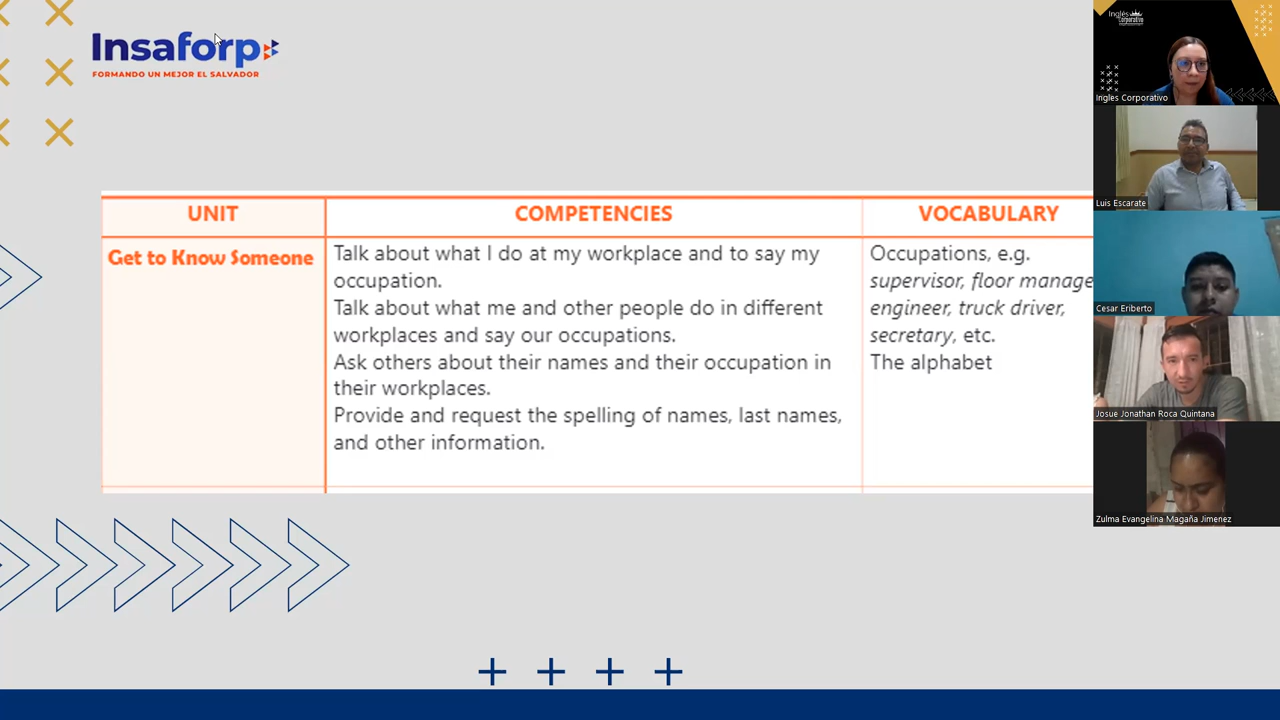 Insaforp
FORMANDO UN MEJOR EL SALVADOR
UNIT
COMPETENCIES
VOCABULARY
Get to Know Someone
Talk about what I do at my workplace and to say my
occupation.
Talk about what me and other people do in different
workplaces and say our occupations.
Ask others about their names and their occupation in
their workplaces.
Provide and request the spelling of names, last names,
and other information.
Occupations, e.g.
supervisor, floor manage
engineer, truck driver,
secretary, etc.
The alphabet
Inglés
Corporativo
Ingles Corporativo
Luis Escarate
Cesar Eriberto
Josue Jonathan Roca Quintana
Zulma Evangelina Magaña Jimenez